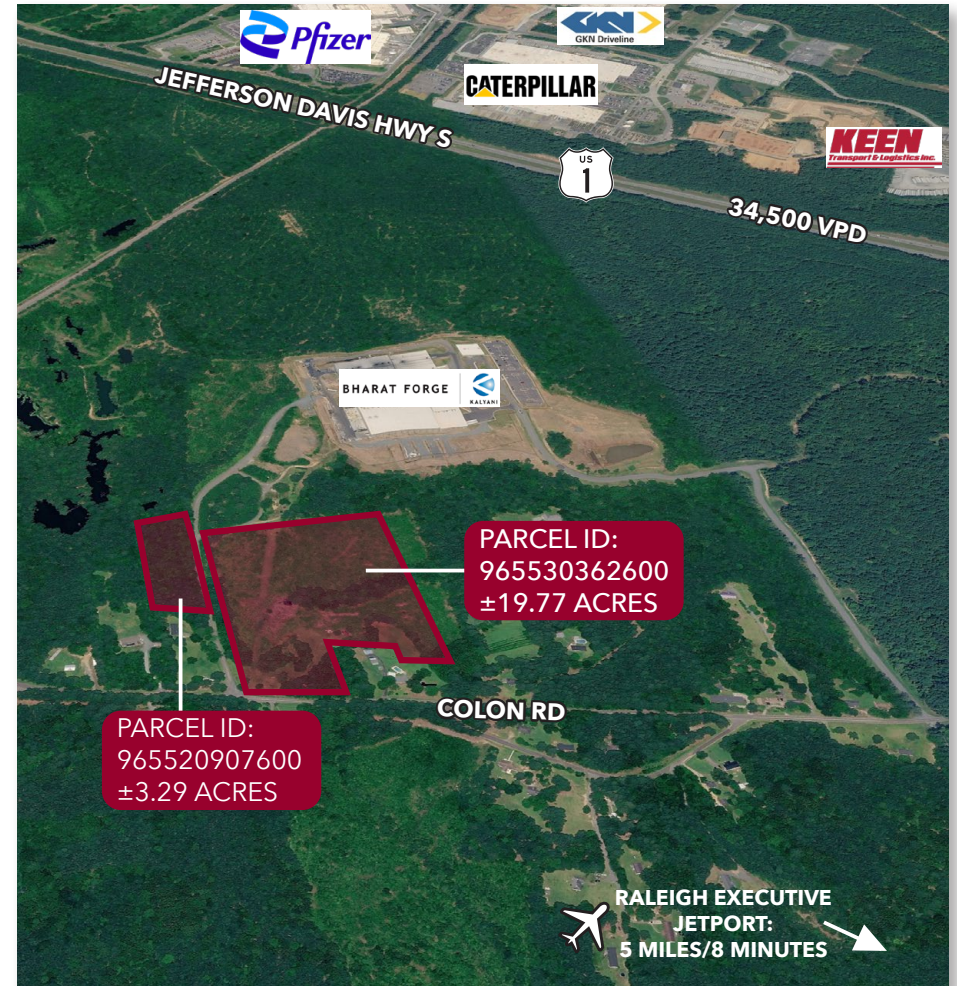 Pfizer
GKN
GKN Driveline
CATERPILLAR
JEFFERSON DAVIS HWY S
KEEN
Transport & Logistics Inc.
US
1
34,500 VPD
BHARAT FORGE
KALYANI
PARCEL ID:
965530362600
±19.77 ACRES
COLON RD
PARCEL ID:
965520907600
±3.29 ACRES
RALEIGH EXECUTIVE
JETPORT:
5 MILES/8 MINUTES